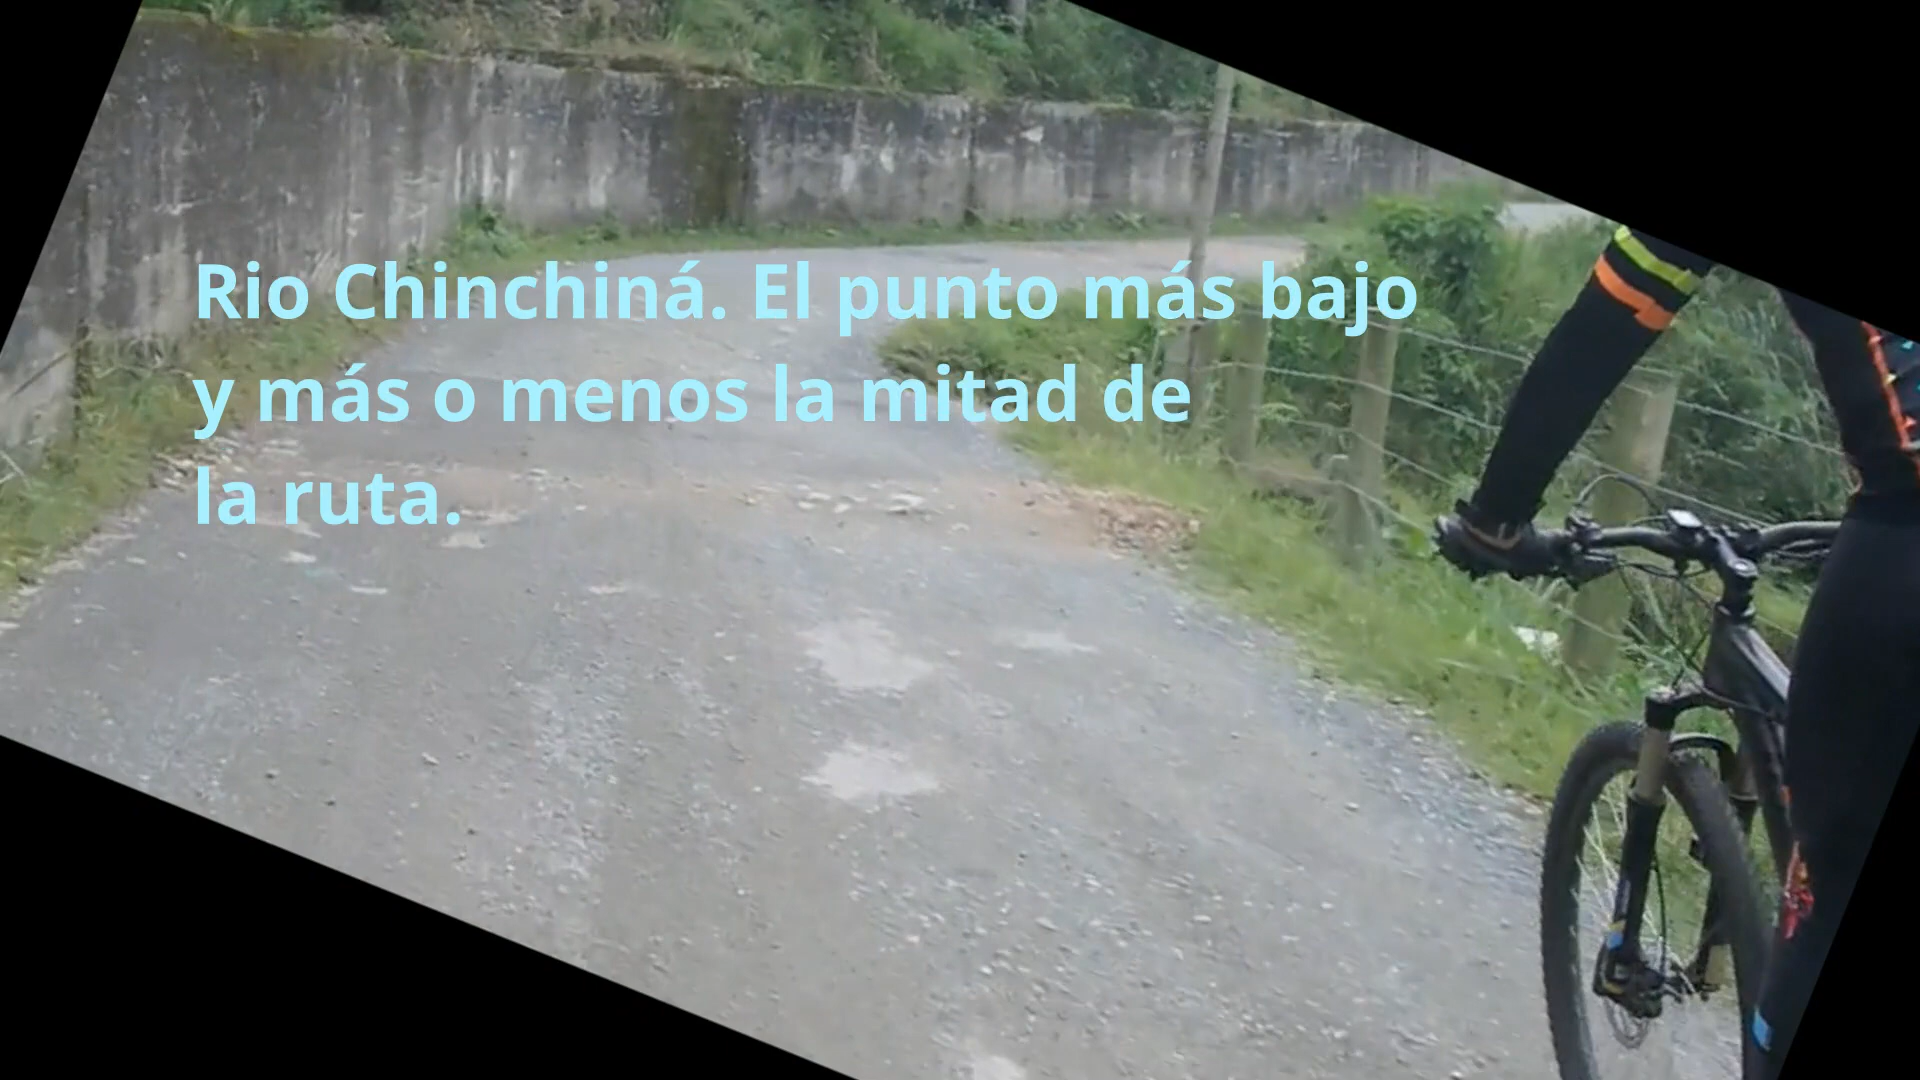 Rio Chinchiná. El punto más bajo
y más o menos la mitad de
la ruta.